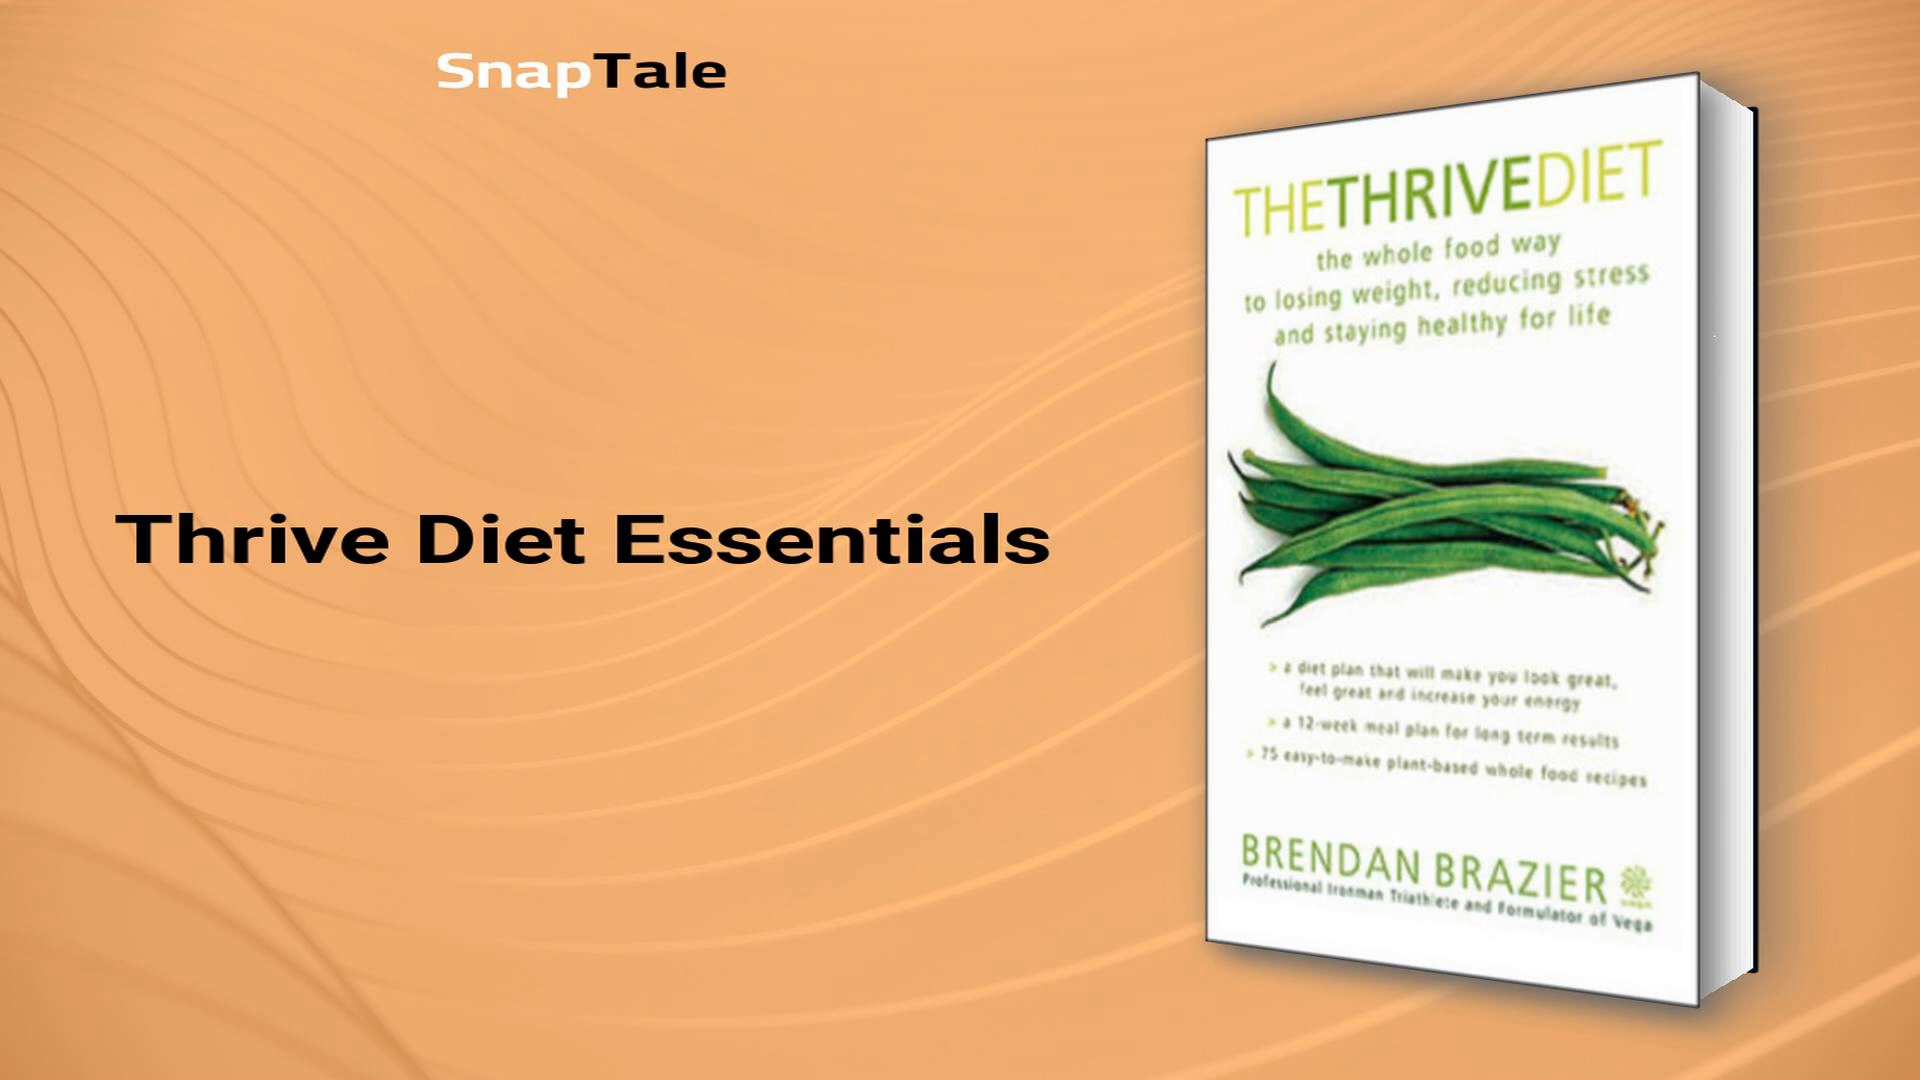 SnapTale
Thrive Diet Essentials
THETHRIVEDIET
the whole food way
to losing weight, reducing stress
and staying healthy for life
> a diet plan that will make you look great,
feel great and increase your energy
> a 12-week meal plan for long term results
> 75 easy-to-make plant-based whole food recipes
BRENDAN BRAZIER
Professional Ironman Triathlete and Formulator of Vega